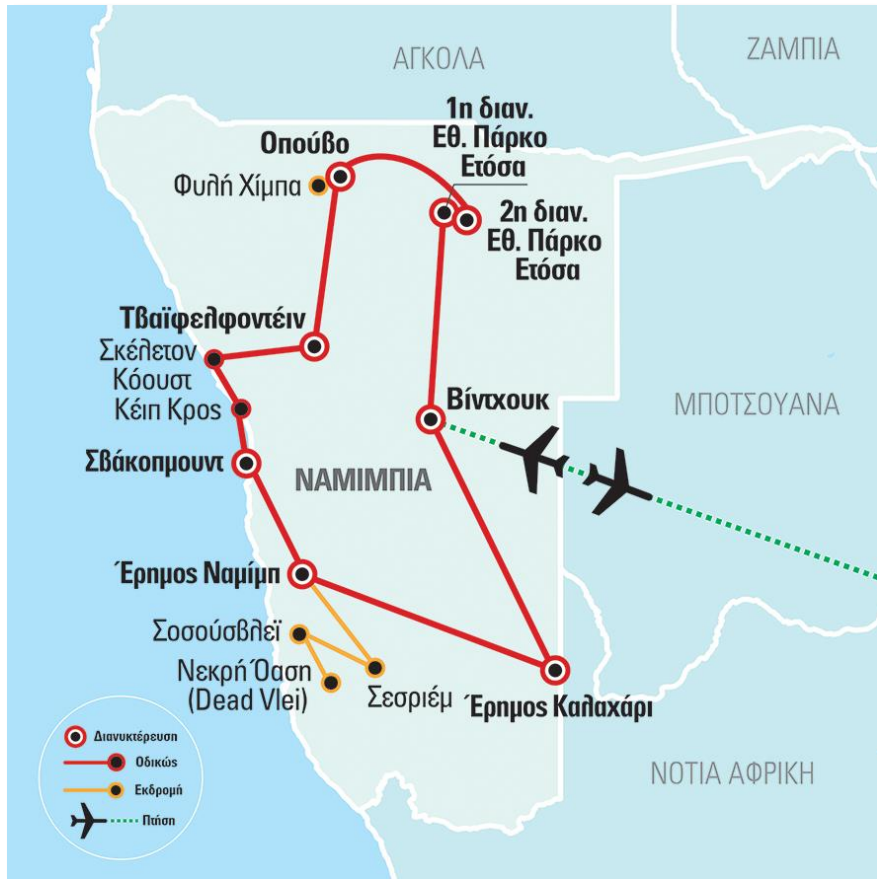 ΑΓΚΟΛΑ
ΖΑΜΠΙΑ
1η διαν.
Εθ. Πάρκο
Ετόσα
Οπούβο
Φυλή Χίμπα
2η διαν.
Εθ. Πάρκο
Ετόσα
Τβαϊφελφοντέιν
Σκέλετον
Κόουστ
Κέιπ Κρος
Βίντχουκ
ΜΠΟΤΣΟΥΑΝΑ
Σβάκοπμουντ
ΝΑΜΙΜΠΙΑ
Έρημος Ναμίμπ
Σοσούσβλεϊ
Νεκρή Όαση
(Dead Vlei)
Σεσριέμ
Έρημος Καλαχάρι
ΝΟΤΙΑ ΑΦΡΙΚΗ
Διανυκτέρευση
Οδικώς
Εκδρομή
Πτήση